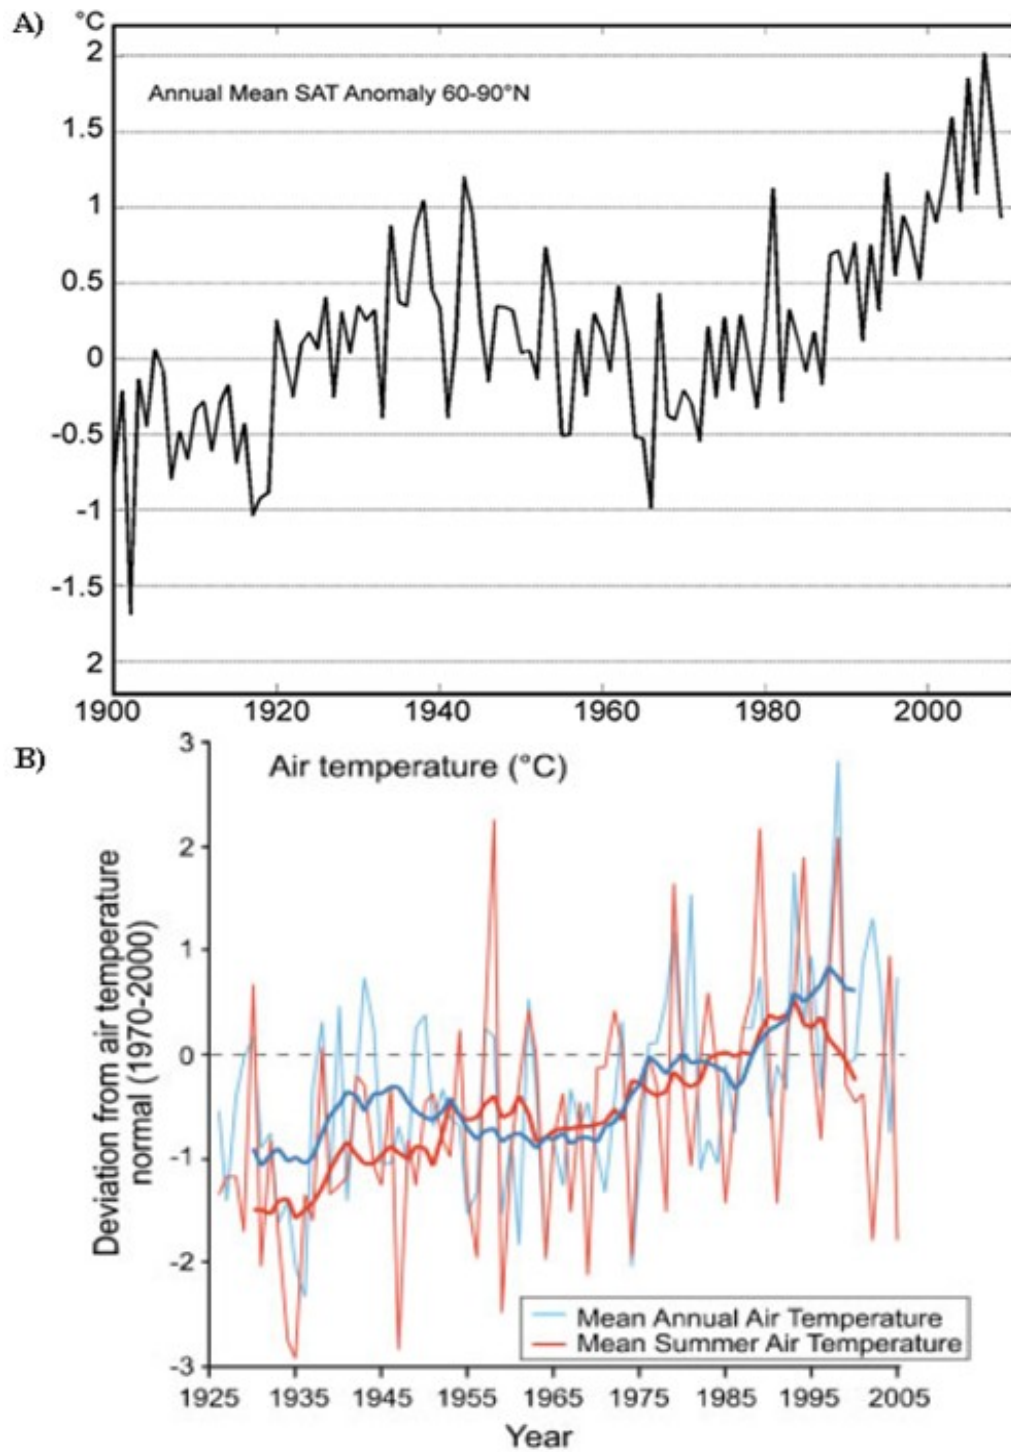 A)
°C
2
Annual Mean SAT Anomaly 60-90°N
1.5
1
0.5
0
-0.5
-1
-1.5
2
1900 1920 1940 1960 1980 2000
B)
3
Air temperature (°C)
2
1
0
-1
-2
-3
Deviation from air temperature
normal (1970-2000)
Mean Annual Air Temperature
Mean Summer Air Temperature
1925 1935 1945 1955 1965 1975 1985 1995 2005
Year